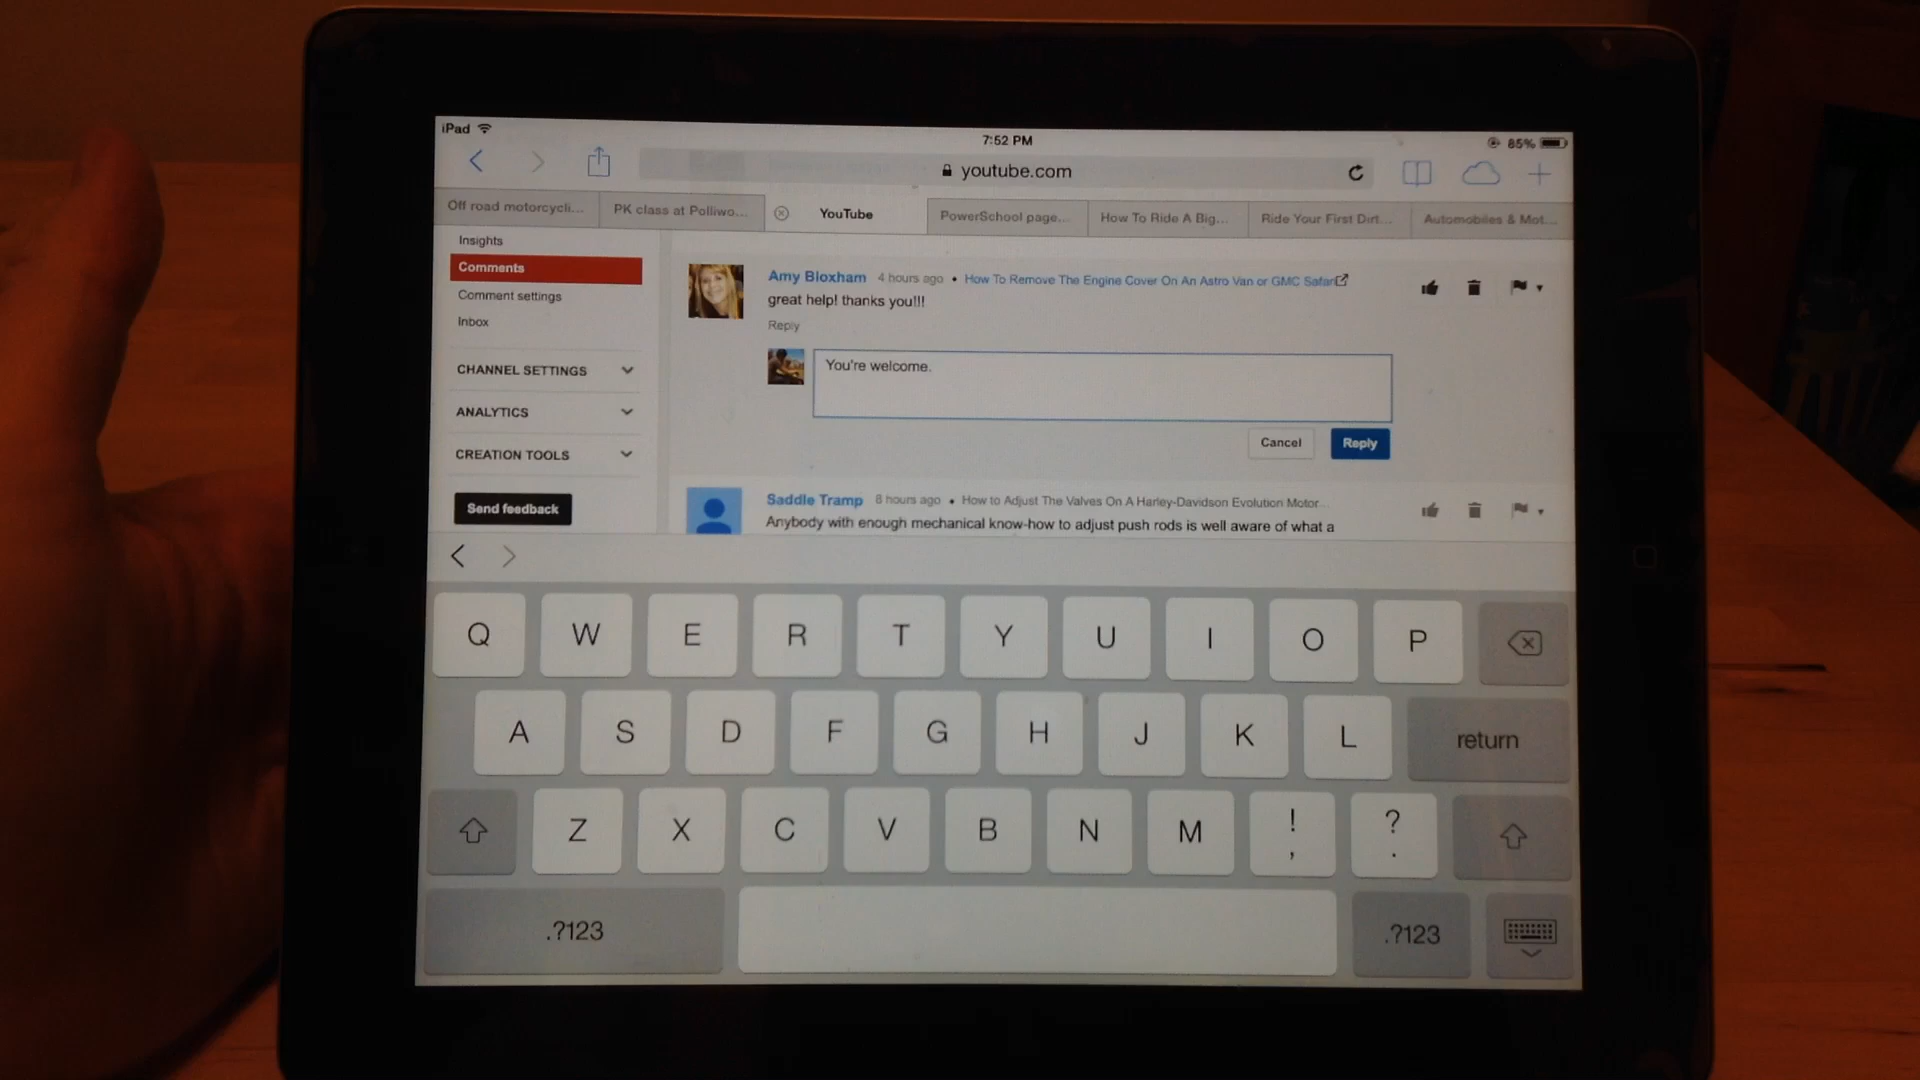 iPad
7:52 PM
85%
youtube.com
Off road motorcycli...
PK class at Polliwo...
YouTube
PowerSchool page...
How To Ride A Big...
Ride Your First Dirt...
Automobiles & Mot...
Insights
Comments
Comment settings
Inbox
CHANNEL SETTINGS
ANALYTICS
CREATION TOOLS
Send feedback
Amy Bloxham 4 hours ago • How To Remove The Engine Cover On An Astro Van or GMC Safari
great help! thanks you!!!
Reply
You're welcome.
Cancel
Reply
Saddle Tramp 8 hours ago • How to Adjust The Valves On A Harley-Davidson Evolution Motor...
Anybody with enough mechanical know-how to adjust push rods is well aware of what a
Q W E R T Y U I O P
A S D F G H J K L return
Z X C V B N M ! , ? .
.?123 .?123